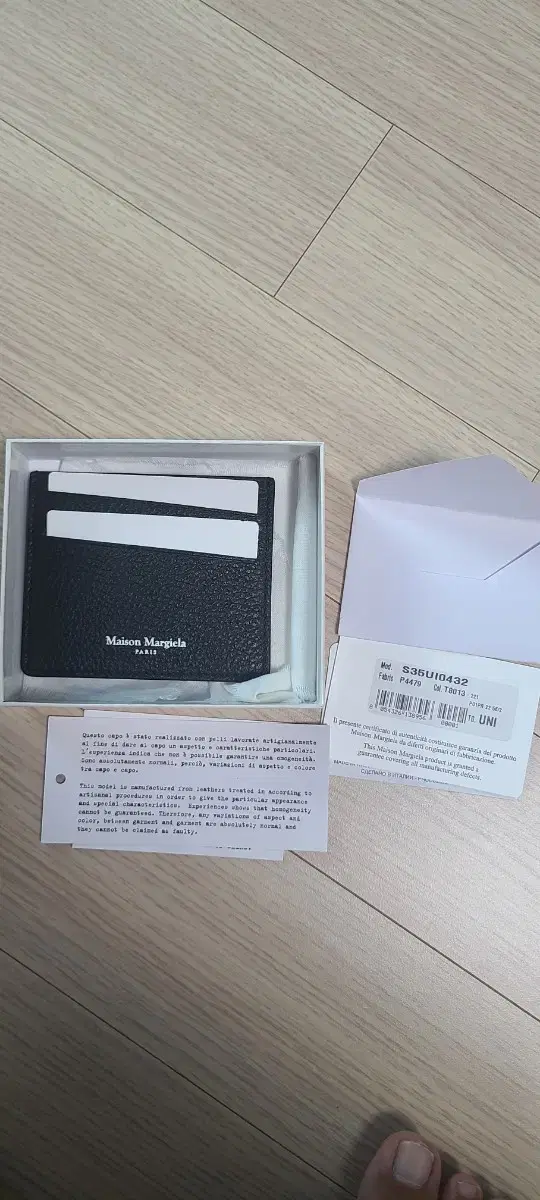 Maison Margiela
PARIS
Mod. S35UI0432
Fabric P4479 Col. T8013 221
TG. UNI
Il presente certificato di autenticità costituisce garanzia del prodotto
Maison Margiela da difetti originari di fabbricazione.
This Maison Margiela product is granted a
guarantee covering all manufacturing defects.
СДЕЛАНО В ИТАЛИИ
Questo capo è stato realizzato con pelli lavorate artigianalmente
al fine di dare al capo un aspetto e caratteristiche particolari.
L'esperienza indica che non è possibile garantire una omogeneità.
Sono assolutamente normali, perciò, variazioni di aspetto e colore
tra capo e capo.
This model is manufactured from leathers treated in according to
artisanal procedures in order to give the particular appearance
and special characteristics. Experiences shows that homogeneity,
cannot be guaranteed. Therefore, any variations of aspect and
color, between garment and garment are absolutely normal and
they cannot be claimed as faulty.